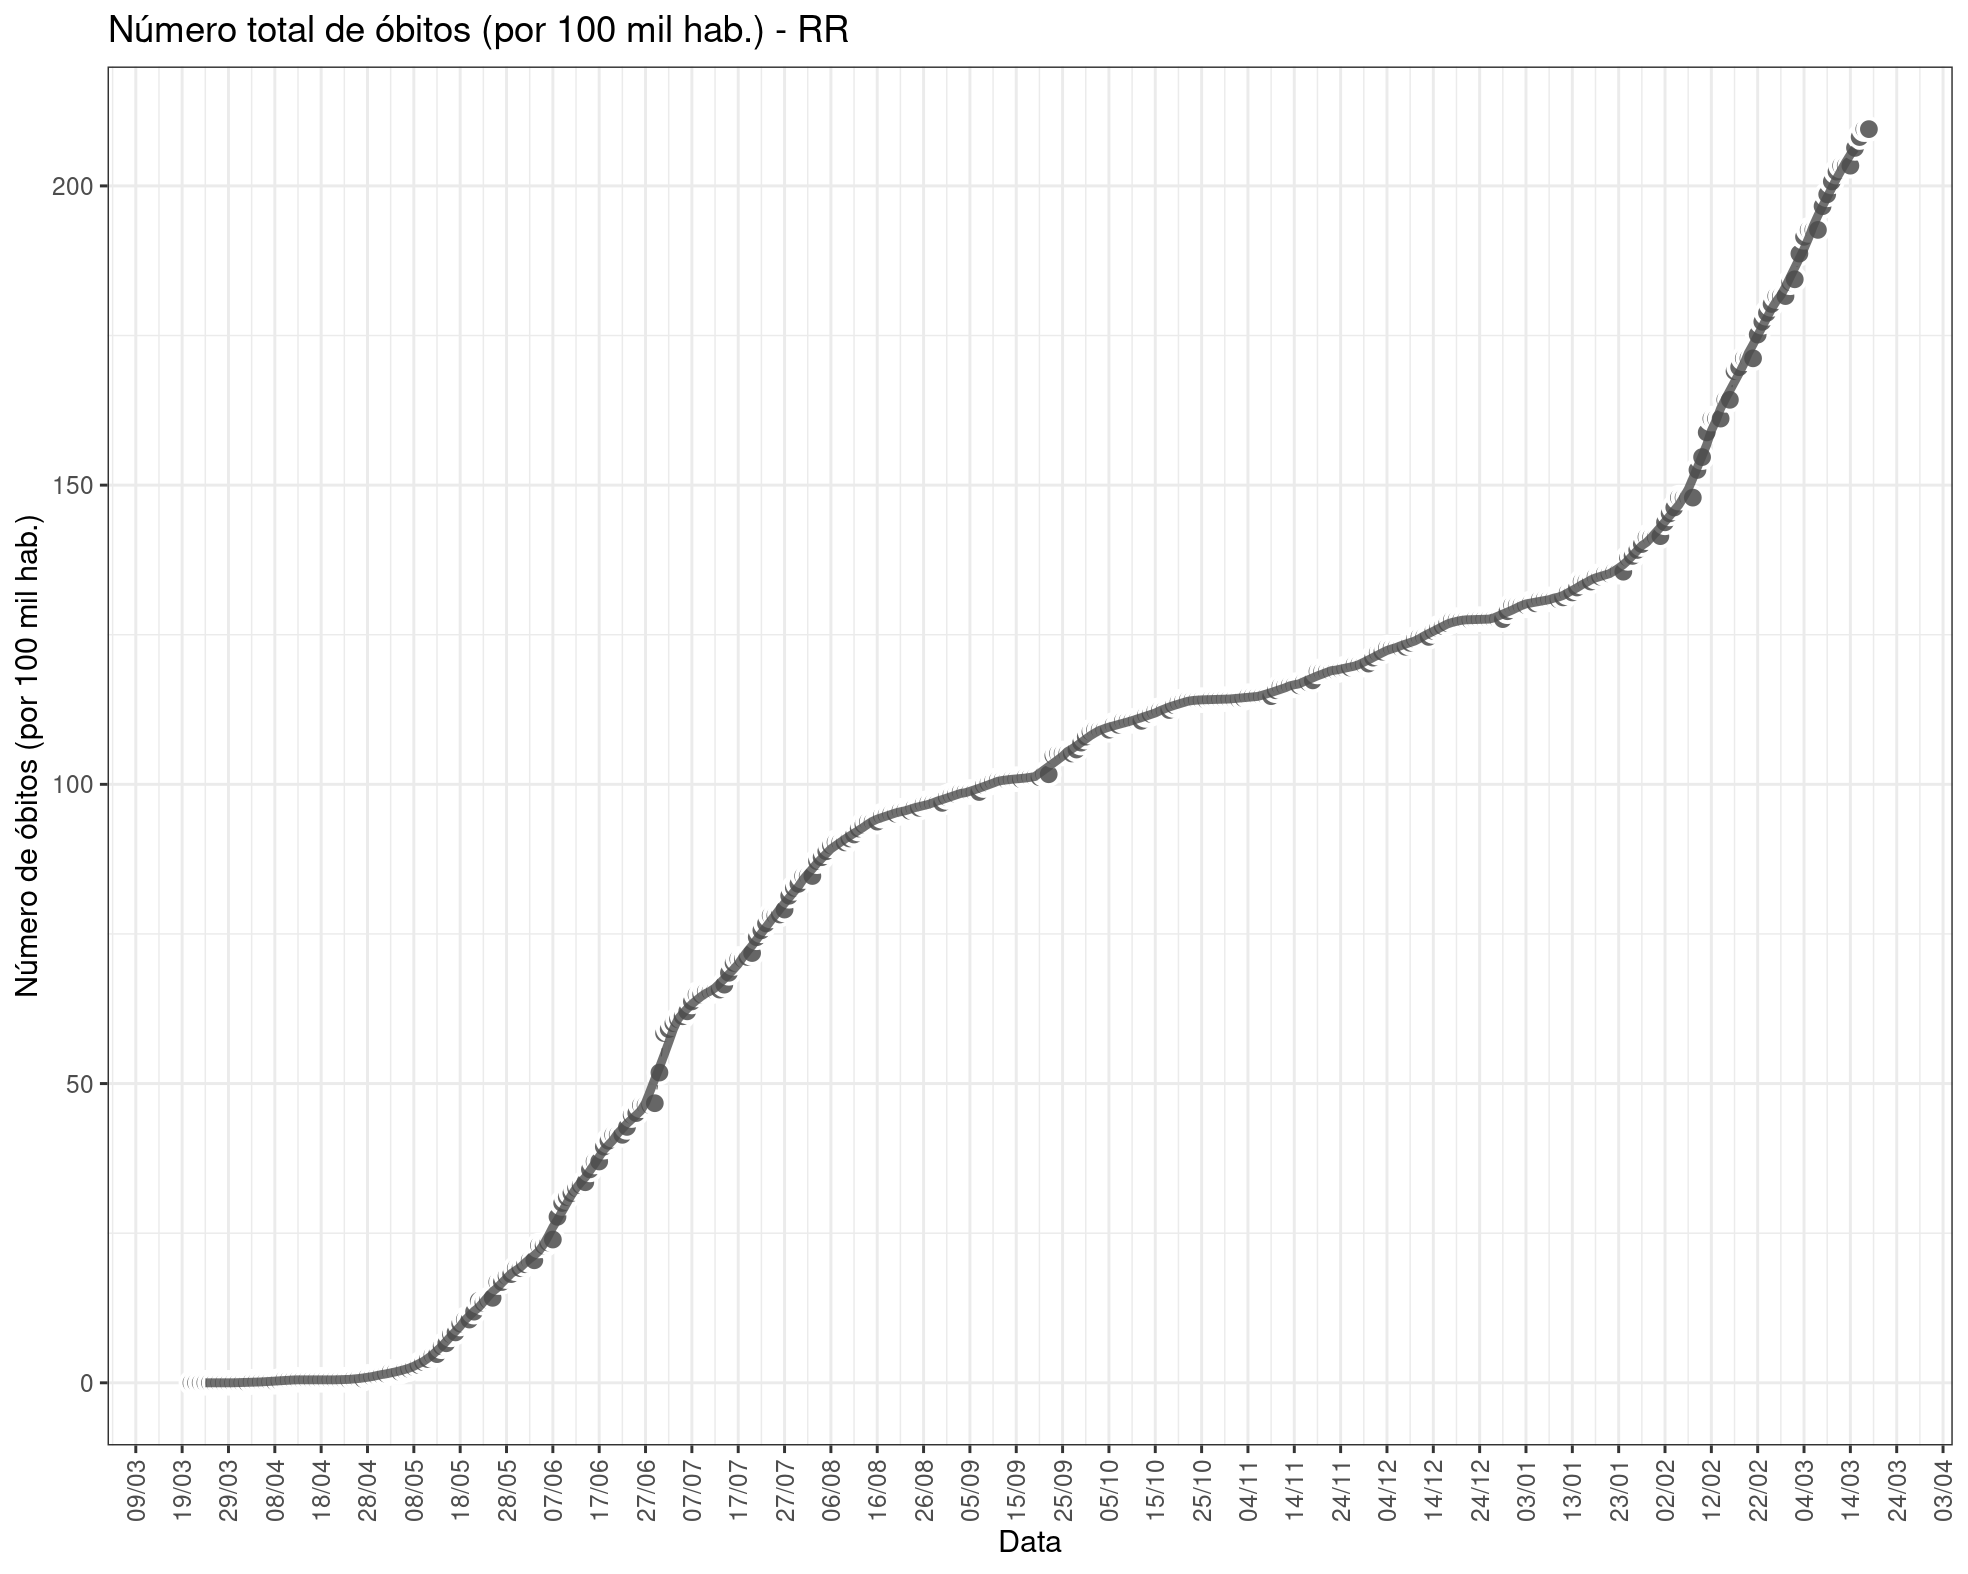 Número total de óbitos (por 100 mil hab.) - RR
Número de óbitos (por 100 mil hab.)
200
150
100
50
0
09/03 19/03 29/03 08/04 18/04 28/04 08/05 18/05 28/05 07/06 17/06 27/06 07/07 17/07 27/07 06/08 16/08 26/08 05/09 15/09 25/09 05/10 15/10 25/10 04/11 14/11 24/11 04/12 14/12 24/12 03/01 13/01 23/01 02/02 12/02 22/02 04/03 14/03 24/03 03/04
Data